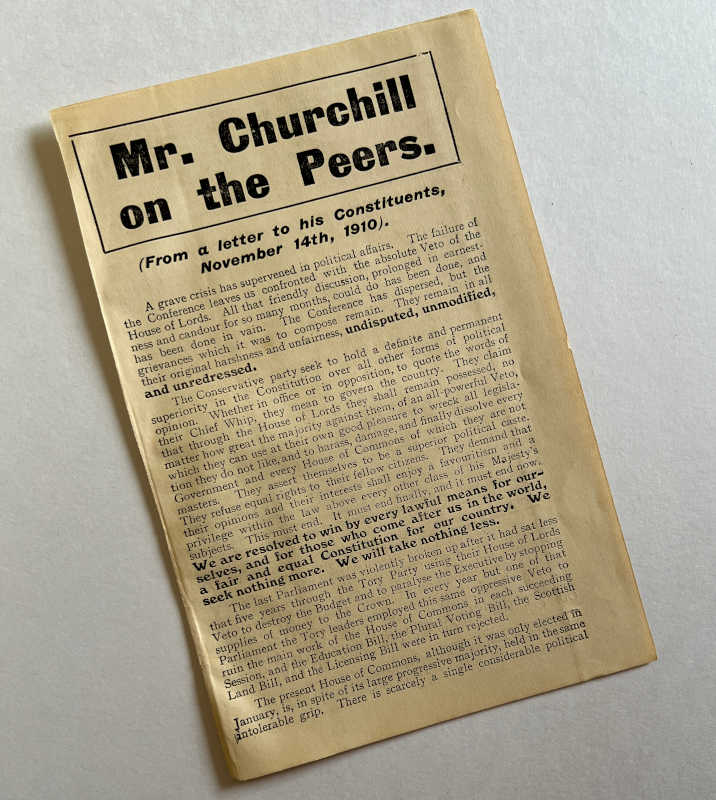 Mr. Churchill
on the Peers.
(From a letter to his Constituents,
November 14th, 1910).
A grave crisis has supervened in political affairs. The failure of
the Conference leaves us confronted with the absolute Veto of the
House of Lords. All that friendly discussion, prolonged in earnest-
ness and candour for so many months, could do has been done, and
has been done in vain. The Conference has dispersed, but the
grievances which it was to compose remain. They remain in all
their original harshness and unfairness, undisputed, unmodified,
and unredressed.
The Conservative party seek to hold a definite and permanent
superiority in the Constitution over all other forms of political
opinion. Whether in office or in opposition, to quote the words of
their Chief Whip, they mean to govern the country. They claim
that through the House of Lords they shall remain possessed, no
matter how great the majority against them, of an all-powerful Veto,
which they can use at their own good pleasure to wreck all legisla-
tion they do not like, and to harass, damage, and finally dissolve every
Government and every House of Commons of which they are not
masters. They assert themselves to be a superior political caste.
They refuse equal rights to their fellow citizens. They demand that
their opinions and their interests shall enjoy a favouritism and a
privilege within the law above every other class of his Majesty's
subjects. This must end. It must end finally, and it must end now.
We are resolved to win by every lawful means for our-
selves, and for those who come after us in the world,
a fair and equal Constitution for our country. We
seek nothing more. We will take nothing less.
The last Parliament was violently broken up after it had sat less
that five years through the Tory Party using their House of Lords
Veto to destroy the Budget and to paralyse the Executive by stopping
supplies of money to the Crown. In every year but one of that
Parliament the Tory leaders employed this same oppressive Veto to
ruin the main work of the House of Commons in each succeeding
Session, and the Education Bill, the Plural Voting Bill, the Scottish
Land Bill, and the Licensing Bill were in turn rejected.
The present House of Commons, although it was only elected in
January, is, in spite of its large progressive majority, held in the same
intolerable grip. There is scarcely a single considerable political